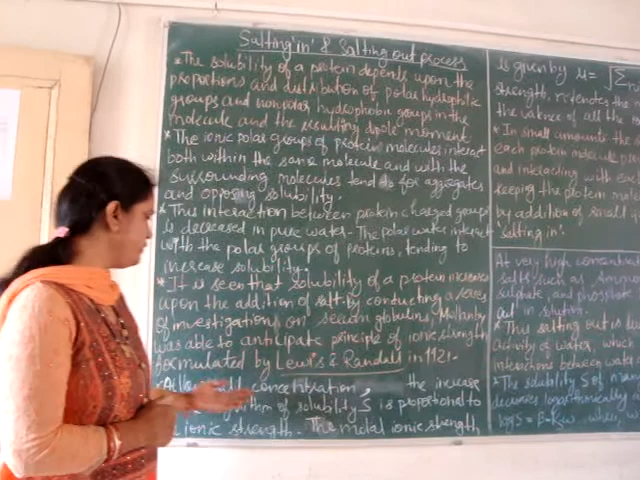 Salting 'in' & Salting out process
* The solubility of a protein depends upon the
proportions and distribution of polar hydrophilic
groups and nonpolar hydrophobic groups in the
molecule and the resulting dipole moment.
* The ionic polar groups of protein molecules interact
both within the same molecule and with the
surrounding molecules tend for aggregates
and opposing solubility.
* This interaction between protein charged groups
is decreased in pure water. The polar water interact
with the polar groups of proteins, tending to
increase solubility.
* It is seen that solubility of a protein increases
upon the addition of salt by conducting a series
of investigations on serum globulins, Mellanby
was able to anticipate principle of ionic strength
formulated by Lewis & Randall in 1921.
concentration the increase
of solubility S is proportional to
ionic strength. The molal ionic strength
is given by μ =
strength, n denotes the
the valence of all the
* In small amounts the
each protein molecule
and interacting with each
keeping the protein
by addition of small
'salting in'.
At very high
salts such as
sulphate, and phosphate
out in solution.
* This salting out is
activity of water, which
interactions between water
* The solubility S of
decreases logarithmically